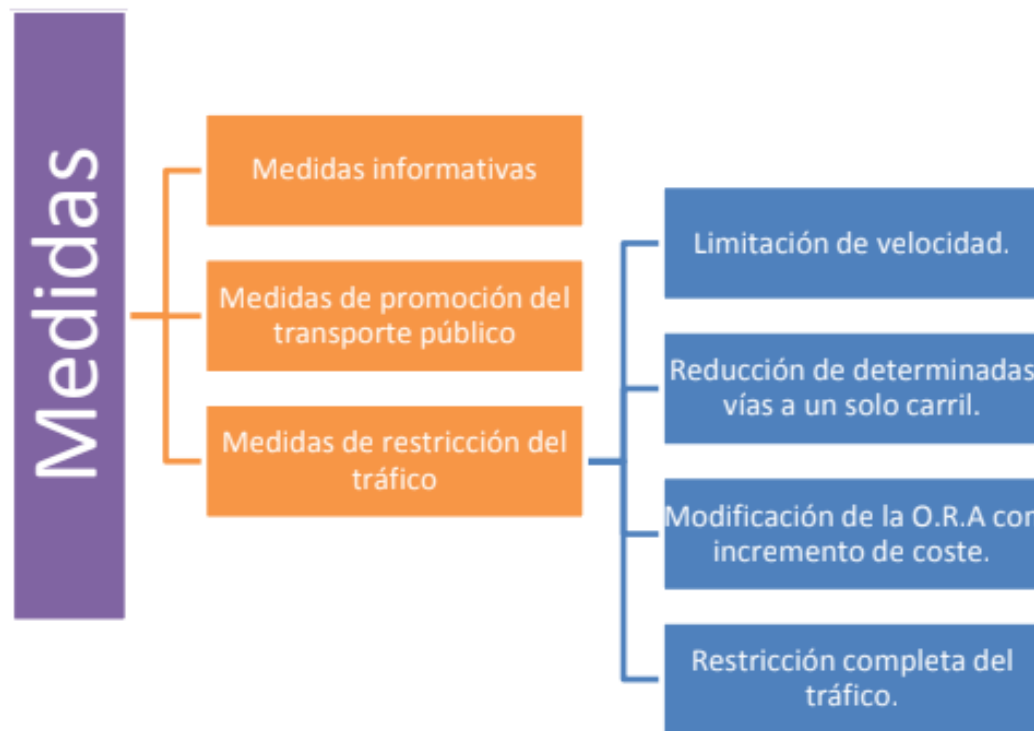 Medidas
Medidas informativas
Medidas de promoción del
transporte público
Medidas de restricción del
tráfico
Limitación de velocidad.
Reducción de determinadas
vías a un solo carril.
Modificación de la O.R.A con
incremento de coste.
Restricción completa del
tráfico.